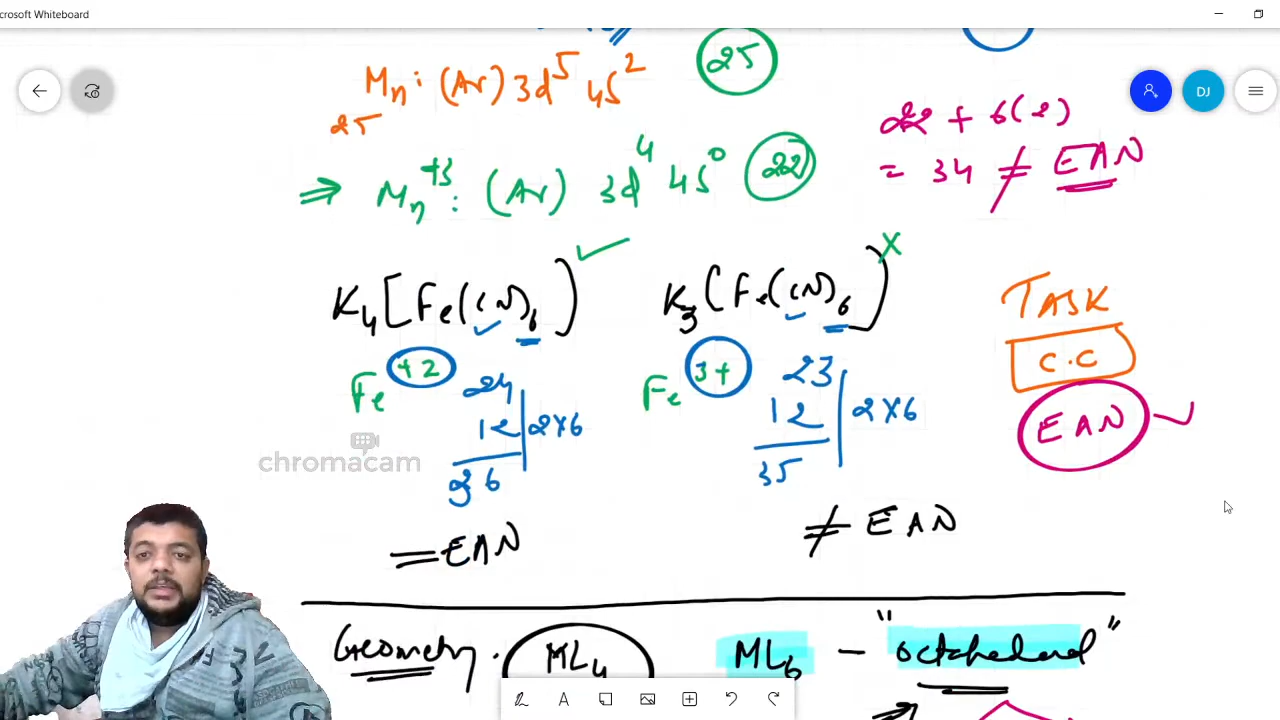 crosoft Whiteboard
25
Mn : (Ar) 3d⁵ 4s²
25
22 + 6(2)
= 34 ≠ EAN
⇒ Mn⁺³ : (Ar) 3d⁴ 4s⁰ 22
K₄[Fe(CN)₆) ✓
K₃(Fe(CN)₆) X
TASK
C.C
EAN ✓
Fe +2
24
12 | 2×6
36
= EAN
Fe 3+
23
12 | 2×6
35
≠ EAN
chromacam
DJ
Geometry. ML₄
ML₆ - "octahedral"